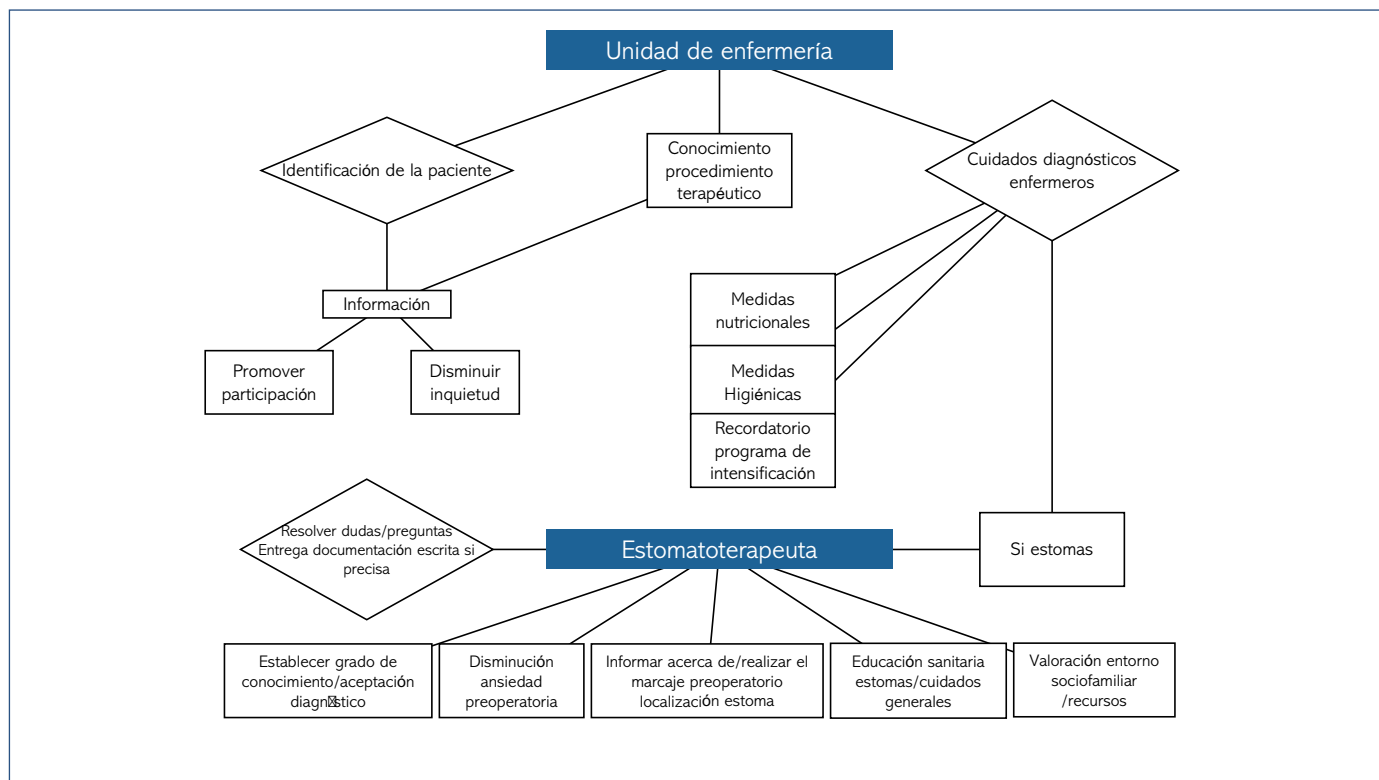 Unidad de enfermería
Identificación de la paciente
Conocimiento
procedimiento
terapéutico
Cuidados diagnósticos
enfermeros
Información
Promover
participación
Disminuir
inquietud
Medidas
nutricionales
Medidas
Higiénicas
Recordatorio
programa de
intensificación
Resolver dudas/preguntas
Entrega documentación escrita si
precisa
Estomatoterapeuta
Si estomas
Establecer grado de
conocimiento/aceptación
Disminución
ansiedad
preoperatoria
Informar acerca de/realizar el
marcaje preoperatorio
localización estoma
Educación sanitaria
estomas/cuidados
generales
Valoración entorno
sociofamiliar
/recursos